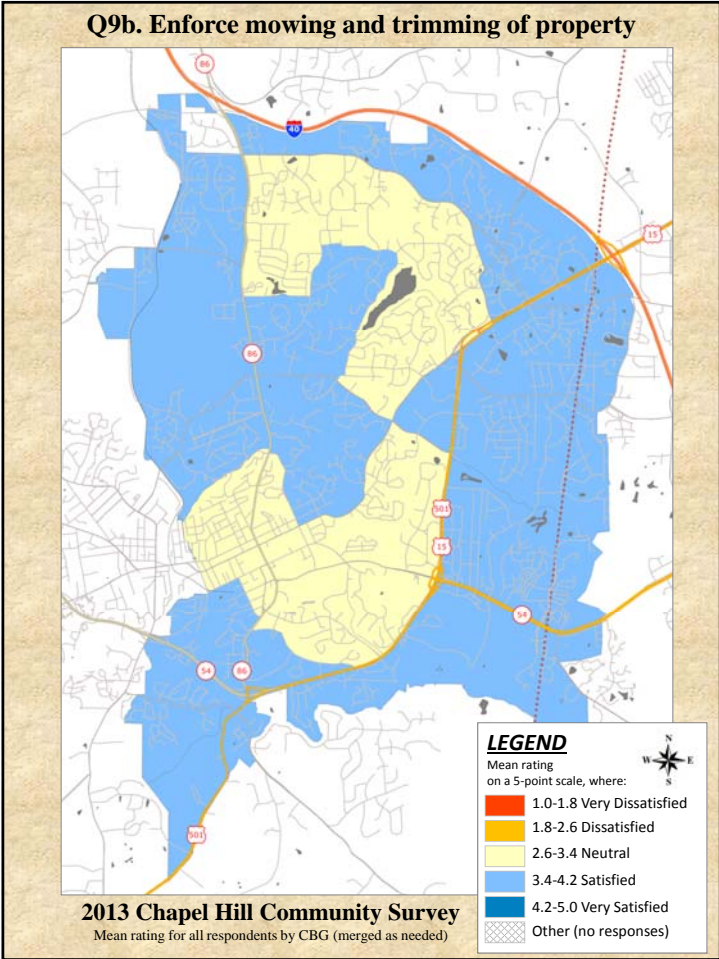 Q9b. Enforce mowing and trimming of property
86
40
15
86
501
15
54
54
86
501
LEGEND
N
W E
S
Mean rating
on a 5-point scale, where:
1.0-1.8 Very Dissatisfied
1.8-2.6 Dissatisfied
2.6-3.4 Neutral
3.4-4.2 Satisfied
4.2-5.0 Very Satisfied
Other (no responses)
2013 Chapel Hill Community Survey
Mean rating for all respondents by CBG (merged as needed)